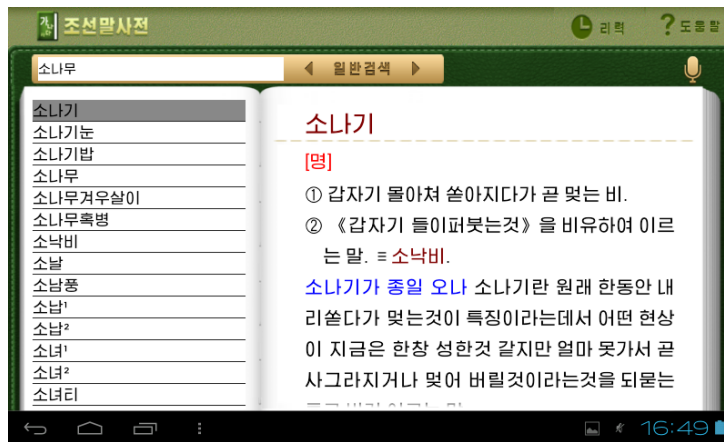 조선말사전
리력
도움말
소나무
일반검색
소나기
소나기눈
소나기밥
소나무
소나무겨우살이
소나무혹병
소낙비
소날
소남풍
소납¹
소납²
소녀¹
소녀²
소녀티
소나기
[명]
① 갑자기 몰아쳐 쏟아지다가 곧 멎는 비.
② 《갑자기 들이퍼붓는것》을 비유하여 이르
는 말. ≡ 소낙비.
소나기가 종일 오나 소나기란 원래 한동안 내
리쏟다가 멎는것이 특징이라는데서 어떤 현상
이 지금은 한창 성한것 같지만 얼마 못가서 곧
사그라지거나 멎어 버릴것이라는것을 되묻는
16:49